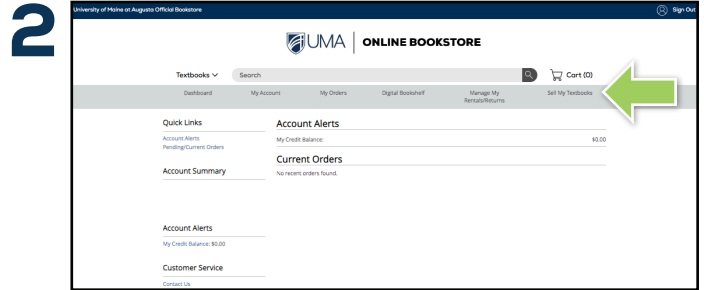 2
University of Maine at Augusta Official Bookstore
Sign Out
UMA | ONLINE BOOKSTORE
Textbooks
Search
Cart (0)
Dashboard
My Account
My Orders
Digital Bookshelf
Manage My
Rentals/Returns
Sell My Textbooks
Quick Links
Account Alerts
Pending/Current Orders
Account Summary
Account Alerts
My Credit Balance: $0.00
Customer Service
Contact Us
Account Alerts
My Credit Balance: $0.00
Current Orders
No recent orders found.